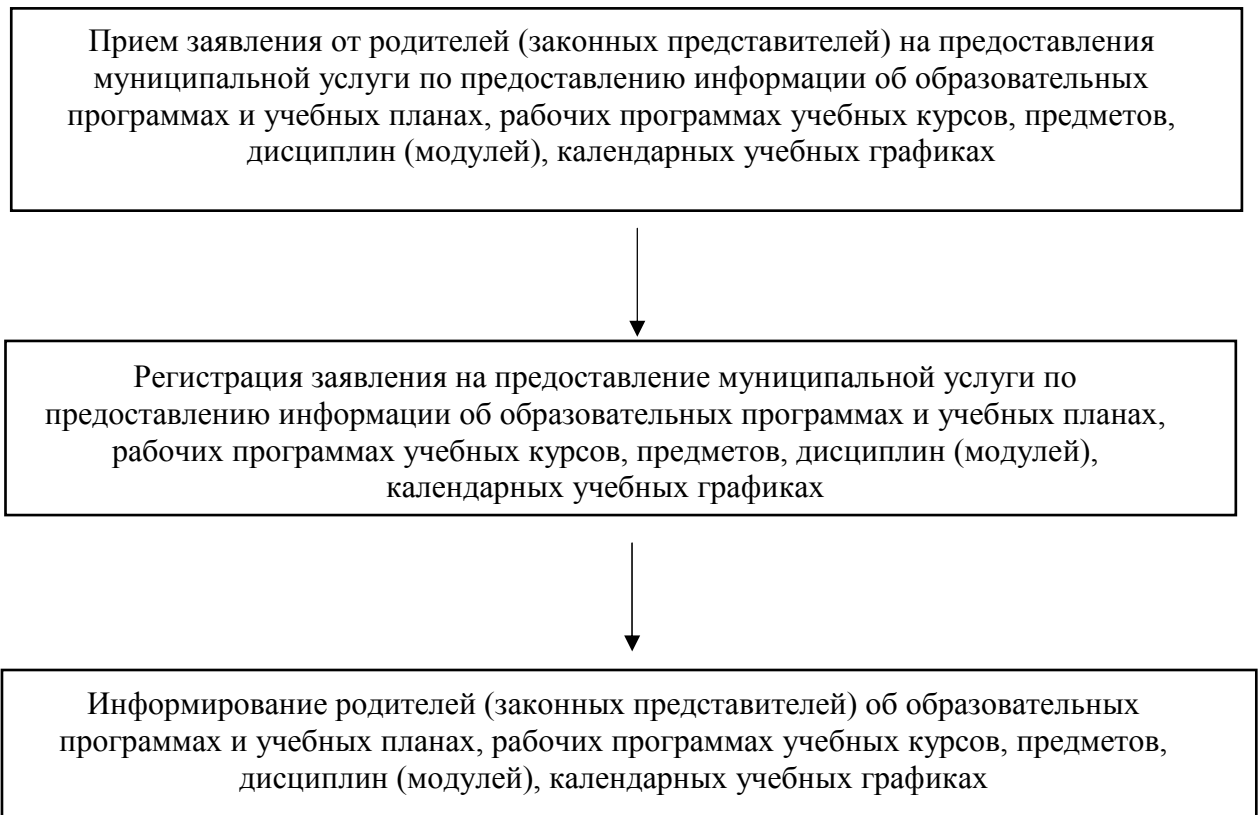 Прием заявления от родителей (законных представителей) на предоставления
муниципальной услуги по предоставлению информации об образовательных
программах и учебных планах, рабочих программах учебных курсов, предметов,
дисциплин (модулей), календарных учебных графиках
Регистрация заявления на предоставление муниципальной услуги по
предоставлению информации об образовательных программах и учебных планах,
рабочих программах учебных курсов, предметов, дисциплин (модулей),
календарных учебных графиках
Информирование родителей (законных представителей) об образовательных
программах и учебных планах, рабочих программах учебных курсов, предметов,
дисциплин (модулей), календарных учебных графиках